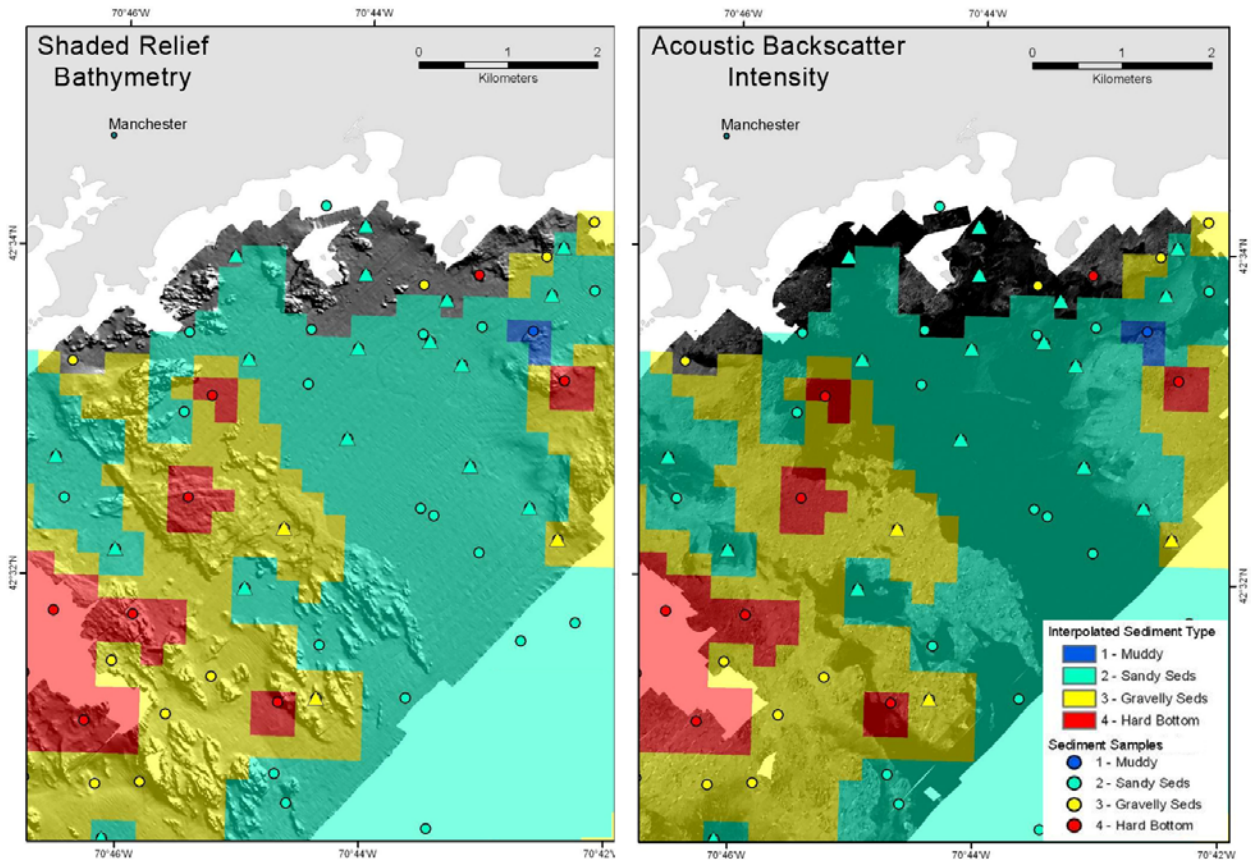 70°46'W
70°44'W
70°46'W
70°44'W
Shaded Relief
Bathymetry
0
1
2
Kilometers
Manchester
42°34'N
42°32'N
70°46'W
70°44'W
70°42'W
Acoustic Backscatter
Intensity
0
1
2
Kilometers
Manchester
42°34'N
42°32'N
Interpolated Sediment Type
1 - Muddy
2 - Sandy Seds
3 - Gravelly Seds
4 - Hard Bottom
Sediment Samples
1 - Muddy
2 - Sandy Seds
3 - Gravelly Seds
4 - Hard Bottom
70°46'W
70°44'W
70°42'W